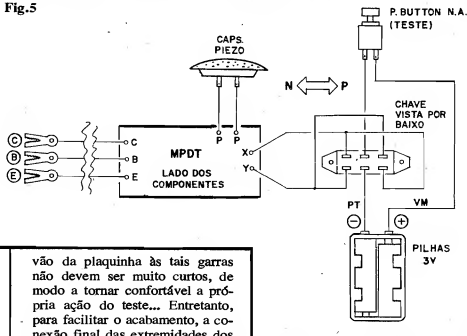 Fig.5
P. BUTTON N.A.
(TESTE)
CAPS.
PIEZO
N P
CHAVE
VISTA POR
BAIXO
C
B
E
C
B
E
P P
MPDT
LADO DOS
COMPONENTES
X
Y
PT
VM
PILHAS
3V
vão da plaquinha às tais garras
não devem ser muito curtos, de
modo a tornar confortável a pró-
pria ação do teste... Entretanto,
para facilitar o acabamento, a co-
nexão final das extremidades dos